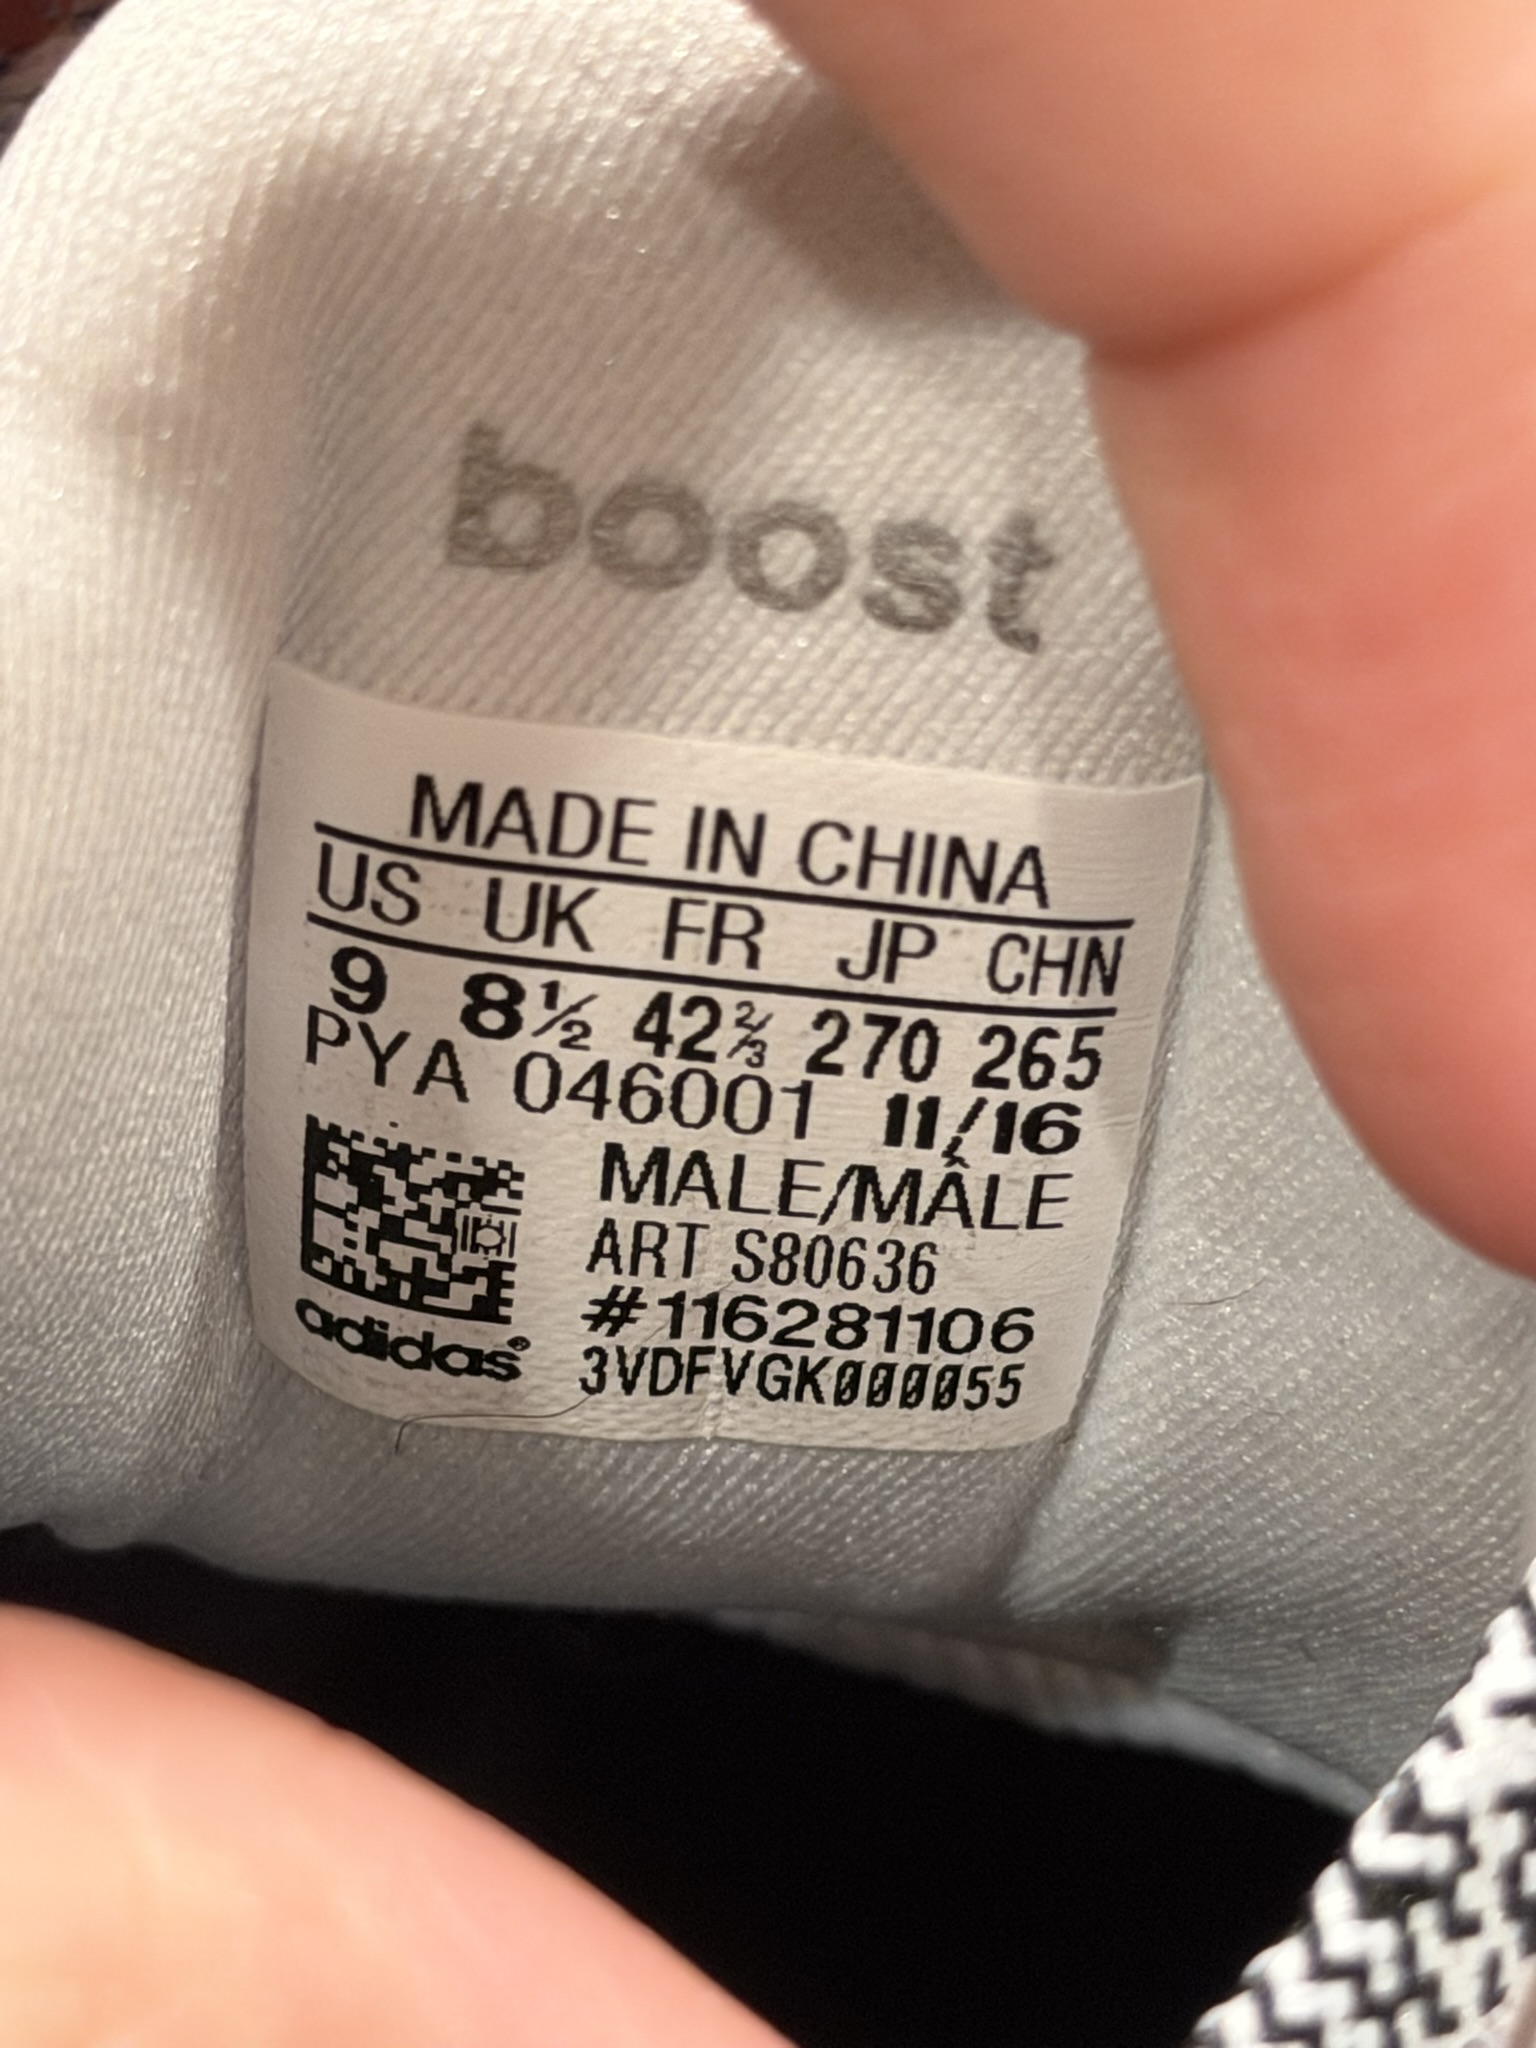 boost
MADE IN CHINA
US UK FR JP CHN
9 8½ 42⅔ 270 265
PYA 046001 11/16
MALE/MÂLE
ART S80636
#116281106
3VDFVGK000055
adidas®